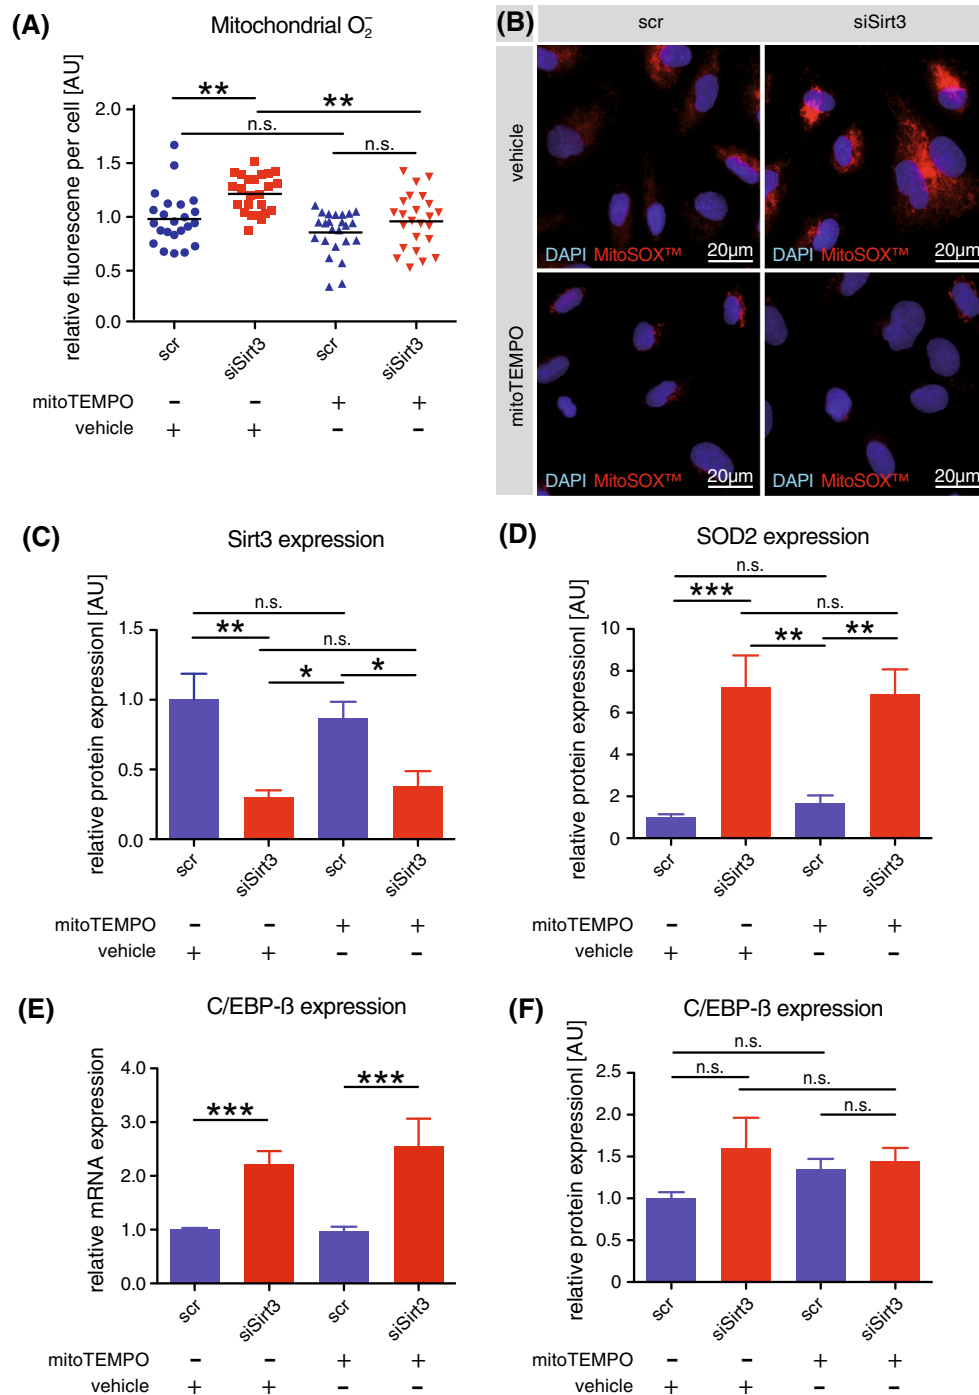 (A)
Mitochondrial O₂⁻
relative fluorescene per cell [AU]
2.0
1.5
1.0
0.5
0.0
**
**
n.s.
n.s.
scr
siSirt3
scr
siSirt3
mitoTEMPO - - + +
vehicle + + - -
(B)
scr
siSirt3
vehicle
mitoTEMPO
DAPI MitoSOX™ 20µm
DAPI MitoSOX™ 20µm
DAPI MitoSOX™ 20µm
DAPI MitoSOX™ 20µm
(C)
Sirt3 expression
relative protein expressionl [AU]
1.5
1.0
0.5
0.0
n.s.
**
n.s.
*
*
scr
siSirt3
scr
siSirt3
mitoTEMPO - - + +
vehicle + + - -
(D)
SOD2 expression
relative protein expressionl [AU]
10
8
6
4
2
0
n.s.
***
n.s.
**
**
scr
siSirt3
scr
siSirt3
mitoTEMPO - - + +
vehicle + + - -
(E)
C/EBP-ß expression
relative mRNA expression
4.0
3.0
2.0
1.0
0.0
***
***
scr
siSirt3
scr
siSirt3
mitoTEMPO - - + +
vehicle + + - -
(F)
C/EBP-ß expression
relative protein expressionl [AU]
2.5
2.0
1.5
1.0
0.5
0
n.s.
n.s.
n.s.
n.s.
scr
siSirt3
scr
siSirt3
mitoTEMPO - - + +
vehicle + + - -